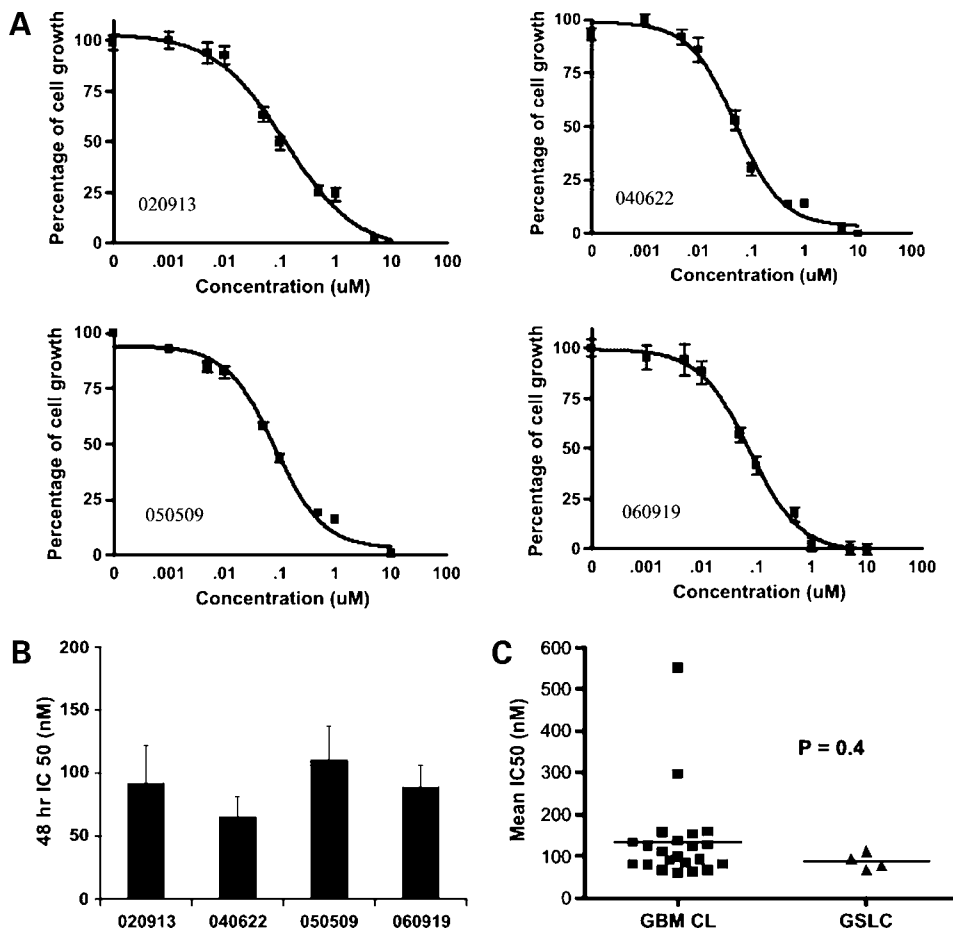 A
Percentage of cell growth
100
75
50
25
0
020913
0 .001 .01 .1 1 10 100
Concentration (uM)
Percentage of cell growth
100
75
50
25
0
040622
0 .001 .01 .1 1 10 100
Concentration (uM)
Percentage of cell growth
100
75
50
25
0
050509
0 .001 .01 .1 1 10 100
Concentration (uM)
Percentage of cell growth
100
75
50
25
0
060919
0 .001 .01 .1 1 10 100
Concentration (uM)
B
48 hr IC 50 (nM)
200
150
100
50
0
020913 040622 050509 060919
C
Mean IC50 (nM)
600
500
400
300
200
100
0
P = 0.4
GBM CL GSLC